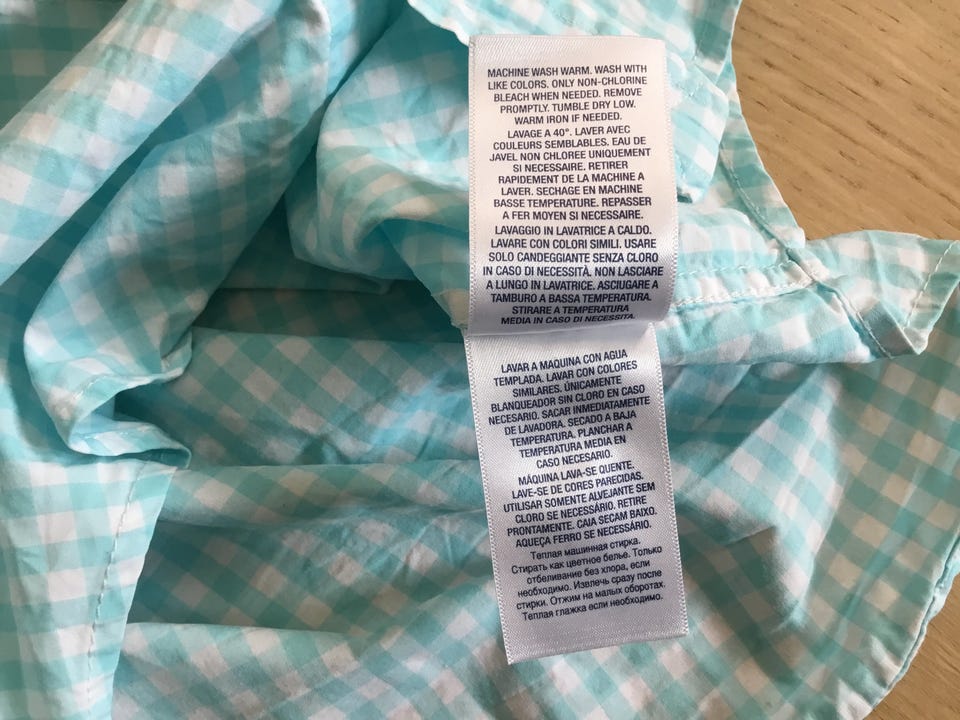 MACHINE WASH WARM. WASH WITH
LIKE COLORS. ONLY NON-CHLORINE
BLEACH WHEN NEEDED. REMOVE
PROMPTLY. TUMBLE DRY LOW.
WARM IRON IF NEEDED.
LAVAGE A 40°. LAVER AVEC
COULEURS SEMBLABLES. EAU DE
JAVEL NON CHLOREE UNIQUEMENT
SI NECESSAIRE. RETIRER
RAPIDEMENT DE LA MACHINE A
LAVER. SECHAGE EN MACHINE
BASSE TEMPERATURE. REPASSER
A FER MOYEN SI NECESSAIRE.
LAVAGGIO IN LAVATRICE A CALDO.
LAVARE CON COLORI SIMILI. USARE
SOLO CANDEGGIANTE SENZA CLORO
IN CASO DI NECESSITÀ. NON LASCIARE
A LUNGO IN LAVATRICE. ASCIUGARE A
TAMBURO A BASSA TEMPERATURA.
STIRARE A TEMPERATURA
MEDIA IN CASO DI NECESSITA.
LAVAR A MAQUINA CON AGUA
TEMPLADA. LAVAR CON COLORES
SIMILARES. ÚNICAMENTE
BLANQUEADOR SIN CLORO EN CASO
NECESARIO. SACAR INMEDIATAMENTE
DE LAVADORA. SECADO A BAJA
TEMPERATURA. PLANCHAR A
TEMPERATURA MEDIA EN
CASO NECESARIO.
MÁQUINA LAVA-SE QUENTE.
LAVE-SE DE CORES PARECIDAS.
UTILISAR SOMENTE ALVEJANTE SEM
CLORO SE NECESSÁRIO. RETIRE
PRONTAMENTE. CAIA SECAM BAIXO.
AQUEÇA FERRO SE NECESSÁRIO.
Теплая машинная стирка.
Стирать как цветное белье. Только
отбеливание без хлора, если
необходимо. Извлечь сразу после
стирки. Отжим на малых оборотах.
Теплая глажка если необходимо.